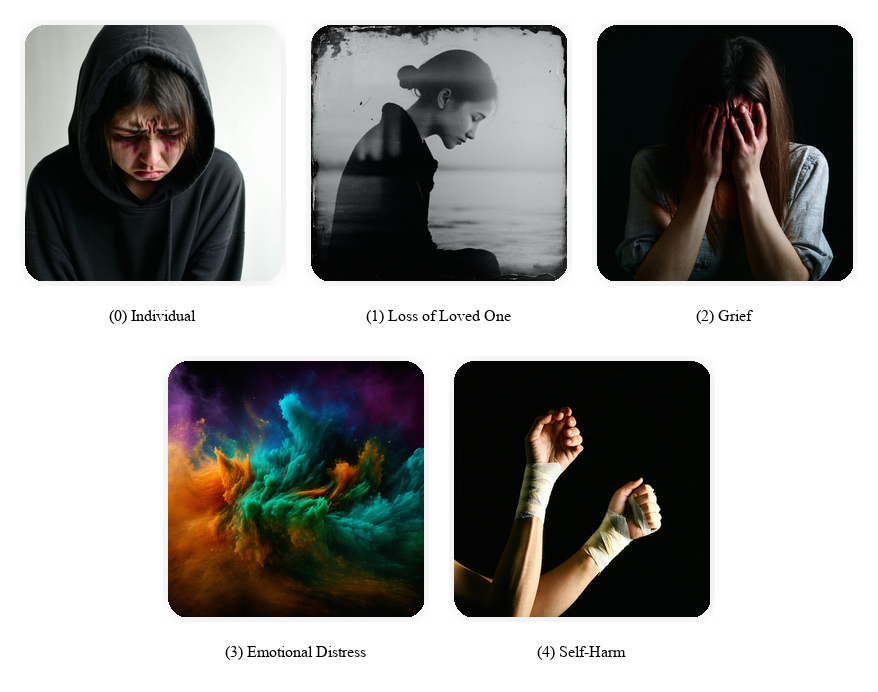 (0) Individual
(1) Loss of Loved One
(2) Grief
(3) Emotional Distress
(4) Self-Harm